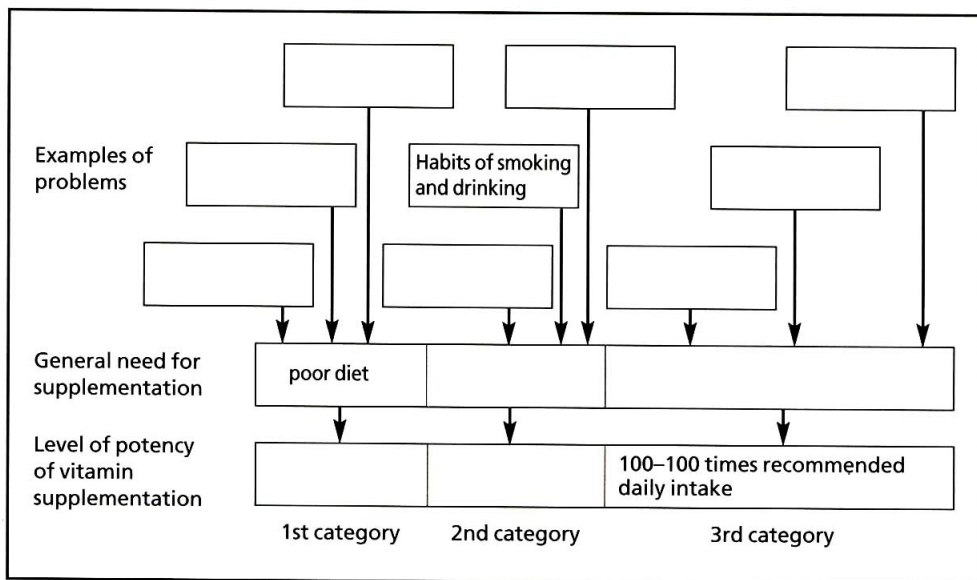 Examples of
problems
Habits of smoking
and drinking
General need for
supplementation
poor diet
Level of potency
of vitamin
supplementation
100–100 times recommended
daily intake
1st category
2nd category
3rd category